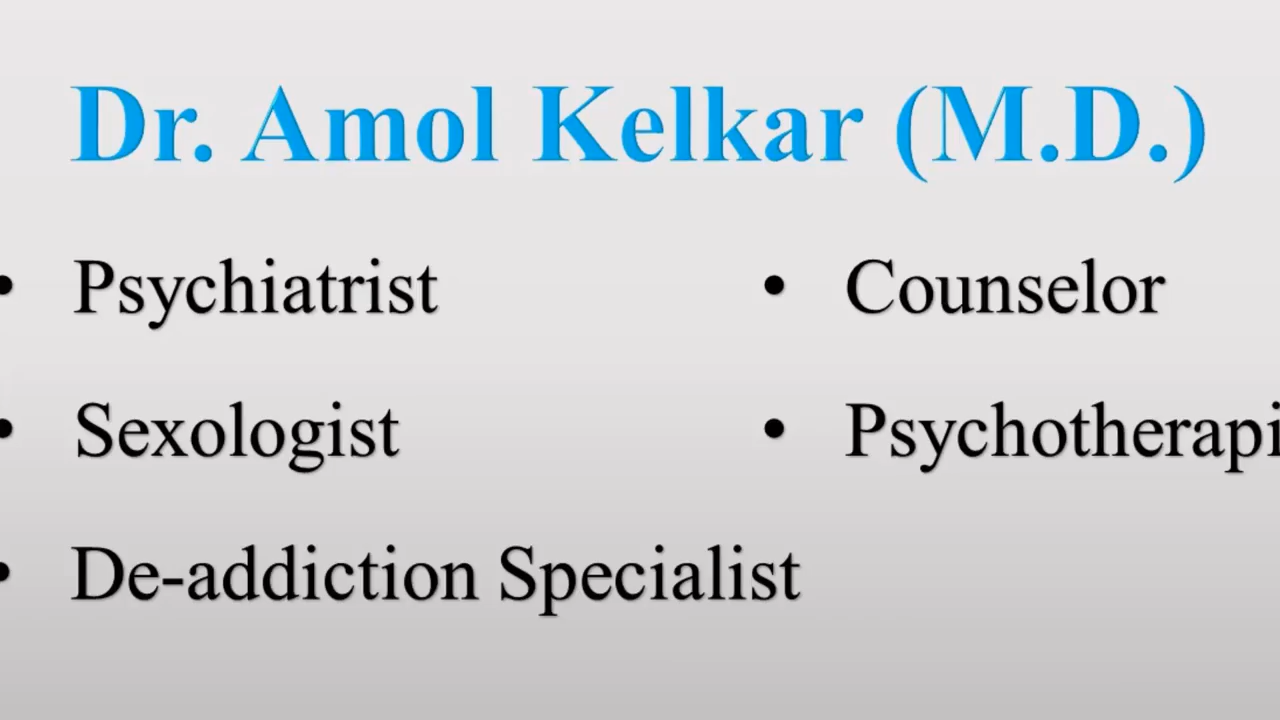 Dr. Amol Kelkar (M.D.)
• Psychiatrist
• Counselor
• Sexologist
• Psychotherapi
• De-addiction Specialist